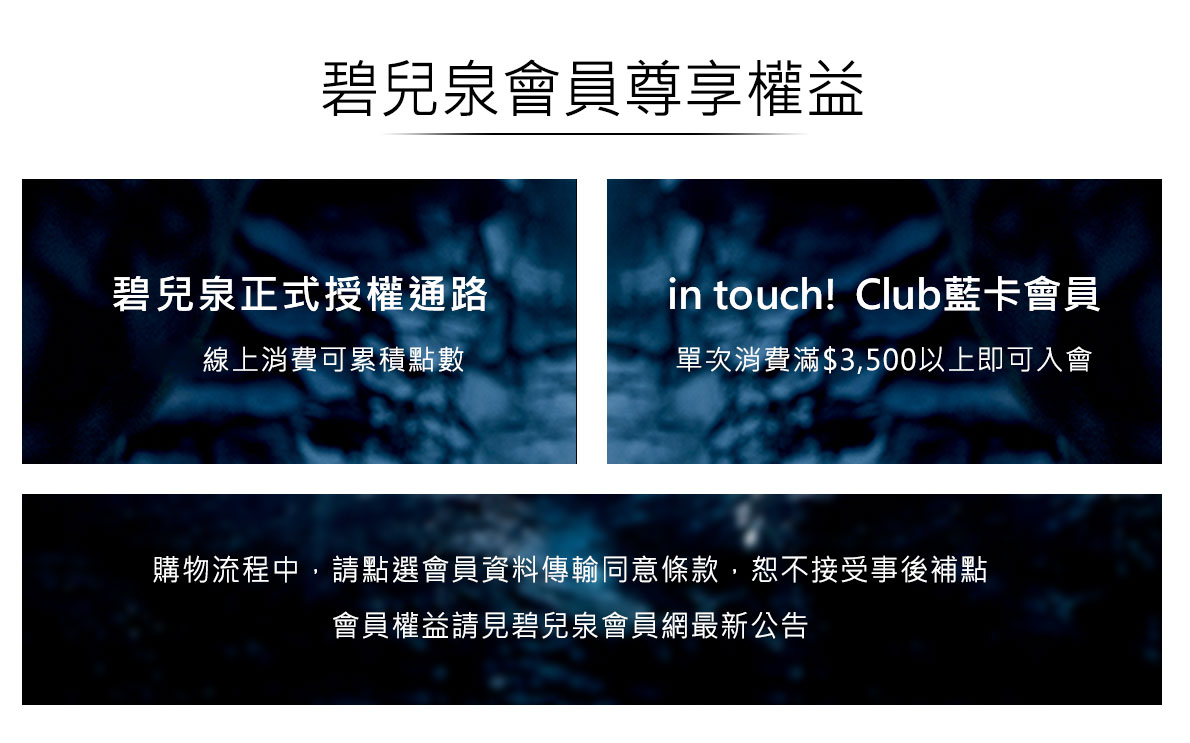 碧兒泉會員尊享權益
碧兒泉正式授權通路
線上消費可累積點數
in touch! Club藍卡會員
單次消費滿$3,500以上即可入會
購物流程中，請點選會員資料傳輸同意條款，恕不接受事後補點
會員權益請見碧兒泉會員網最新公告